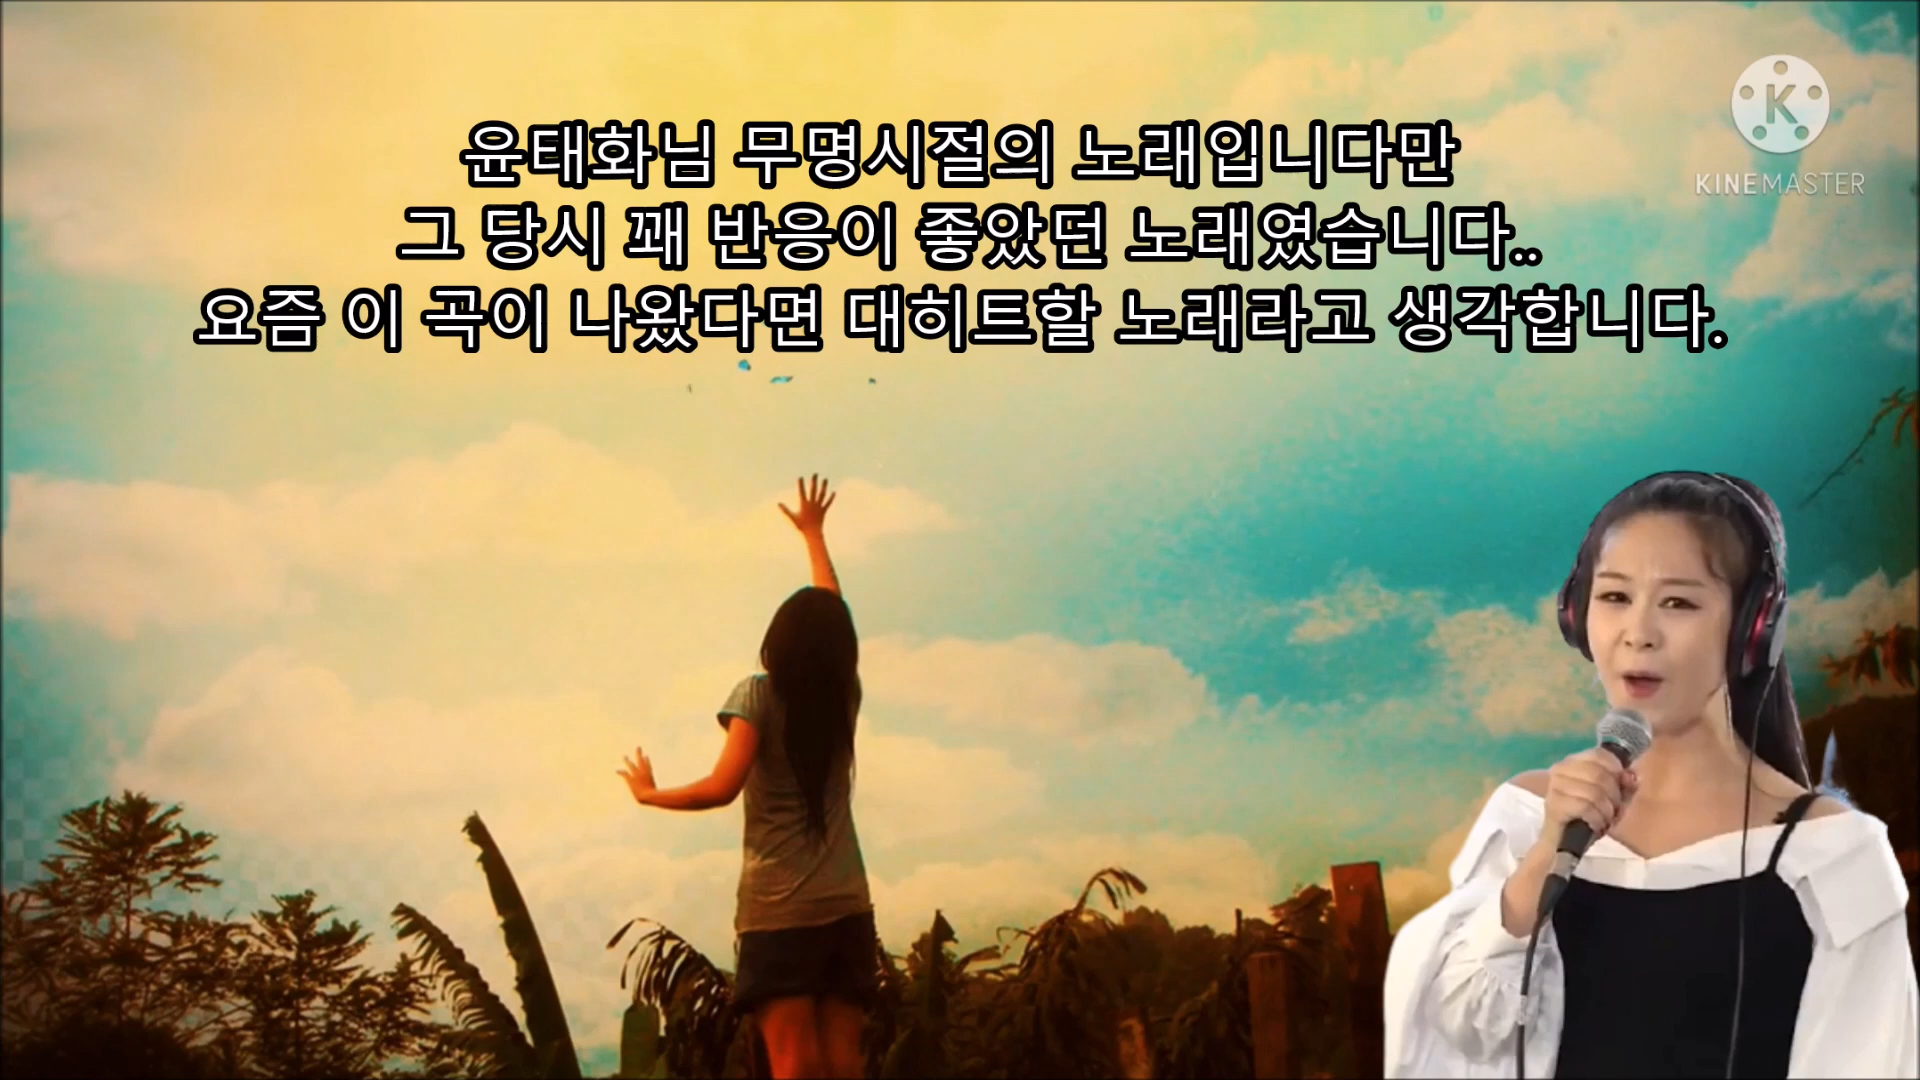 윤태화님 무명시절의 노래입니다만
그 당시 꽤 반응이 좋았던 노래였습니다..
요즘 이 곡이 나왔다면 대히트할 노래라고 생각합니다.
K
KINEMASTER